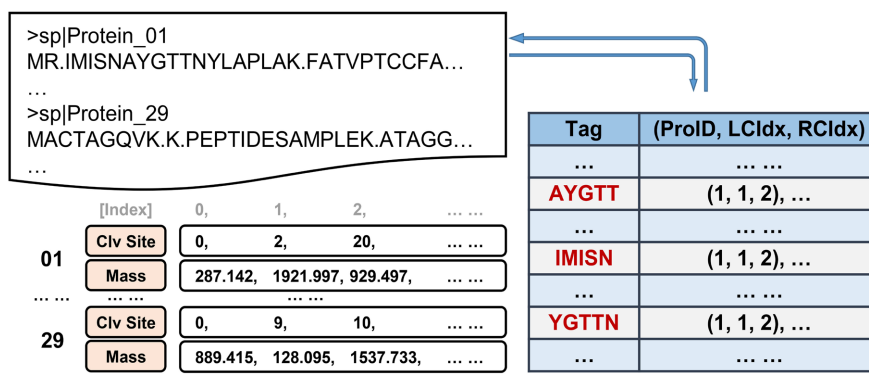 >sp|Protein_01
MR.IMISNAYGTTNYLAPLAK.FATVPTCCFA...
...
>sp|Protein_29
MACTAGQVK.K.PEPTIDESAMPLEK.ATAGG...
...
[Index] 0, 1, 2, ... ...
01
Clv Site 0, 2, 20, ... ...
Mass 287.142, 1921.997, 929.497, ... ...
... ... ... ... ... ...
29
Clv Site 0, 9, 10, ... ...
Mass 889.415, 128.095, 1537.733, ... ...
Tag (ProID, LCIdx, RCIdx)
... ... ...
AYGTT (1, 1, 2), ...
... ... ...
IMISN (1, 1, 2), ...
... ... ...
YGTTN (1, 1, 2), ...
... ... ...